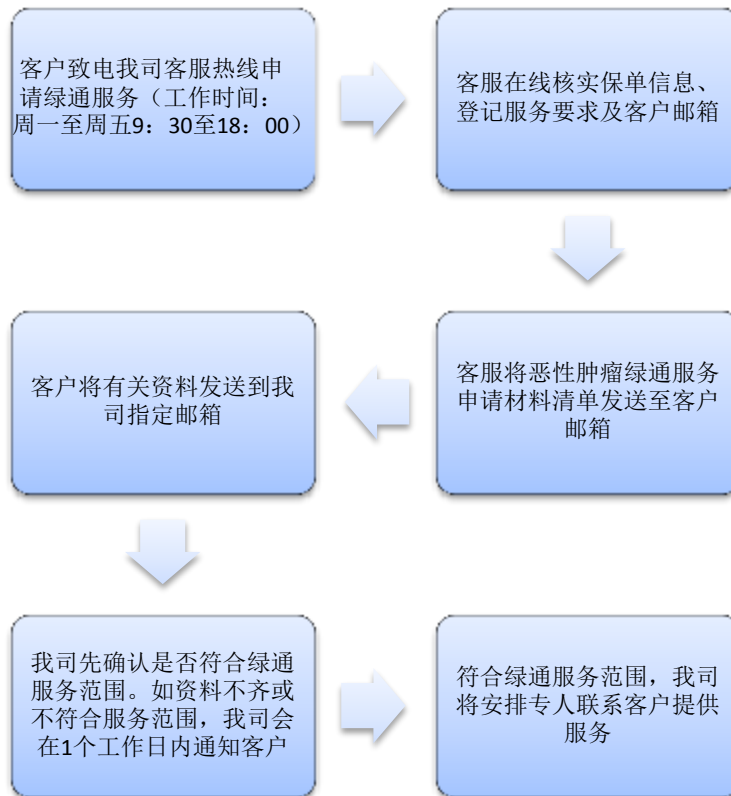 客户致电我司客服热线申
请绿通服务（工作时间：
周一至周五9：30至18：00）
客服在线核实保单信息、
登记服务要求及客户邮箱
客服将恶性肿瘤绿通服务
申请材料清单发送至客户
邮箱
客户将有关资料发送到我
司指定邮箱
我司先确认是否符合绿通
服务范围。如资料不齐或
不符合服务范围，我司会
在1个工作日内通知客户
符合绿通服务范围，我司
将安排专人联系客户提供
服务